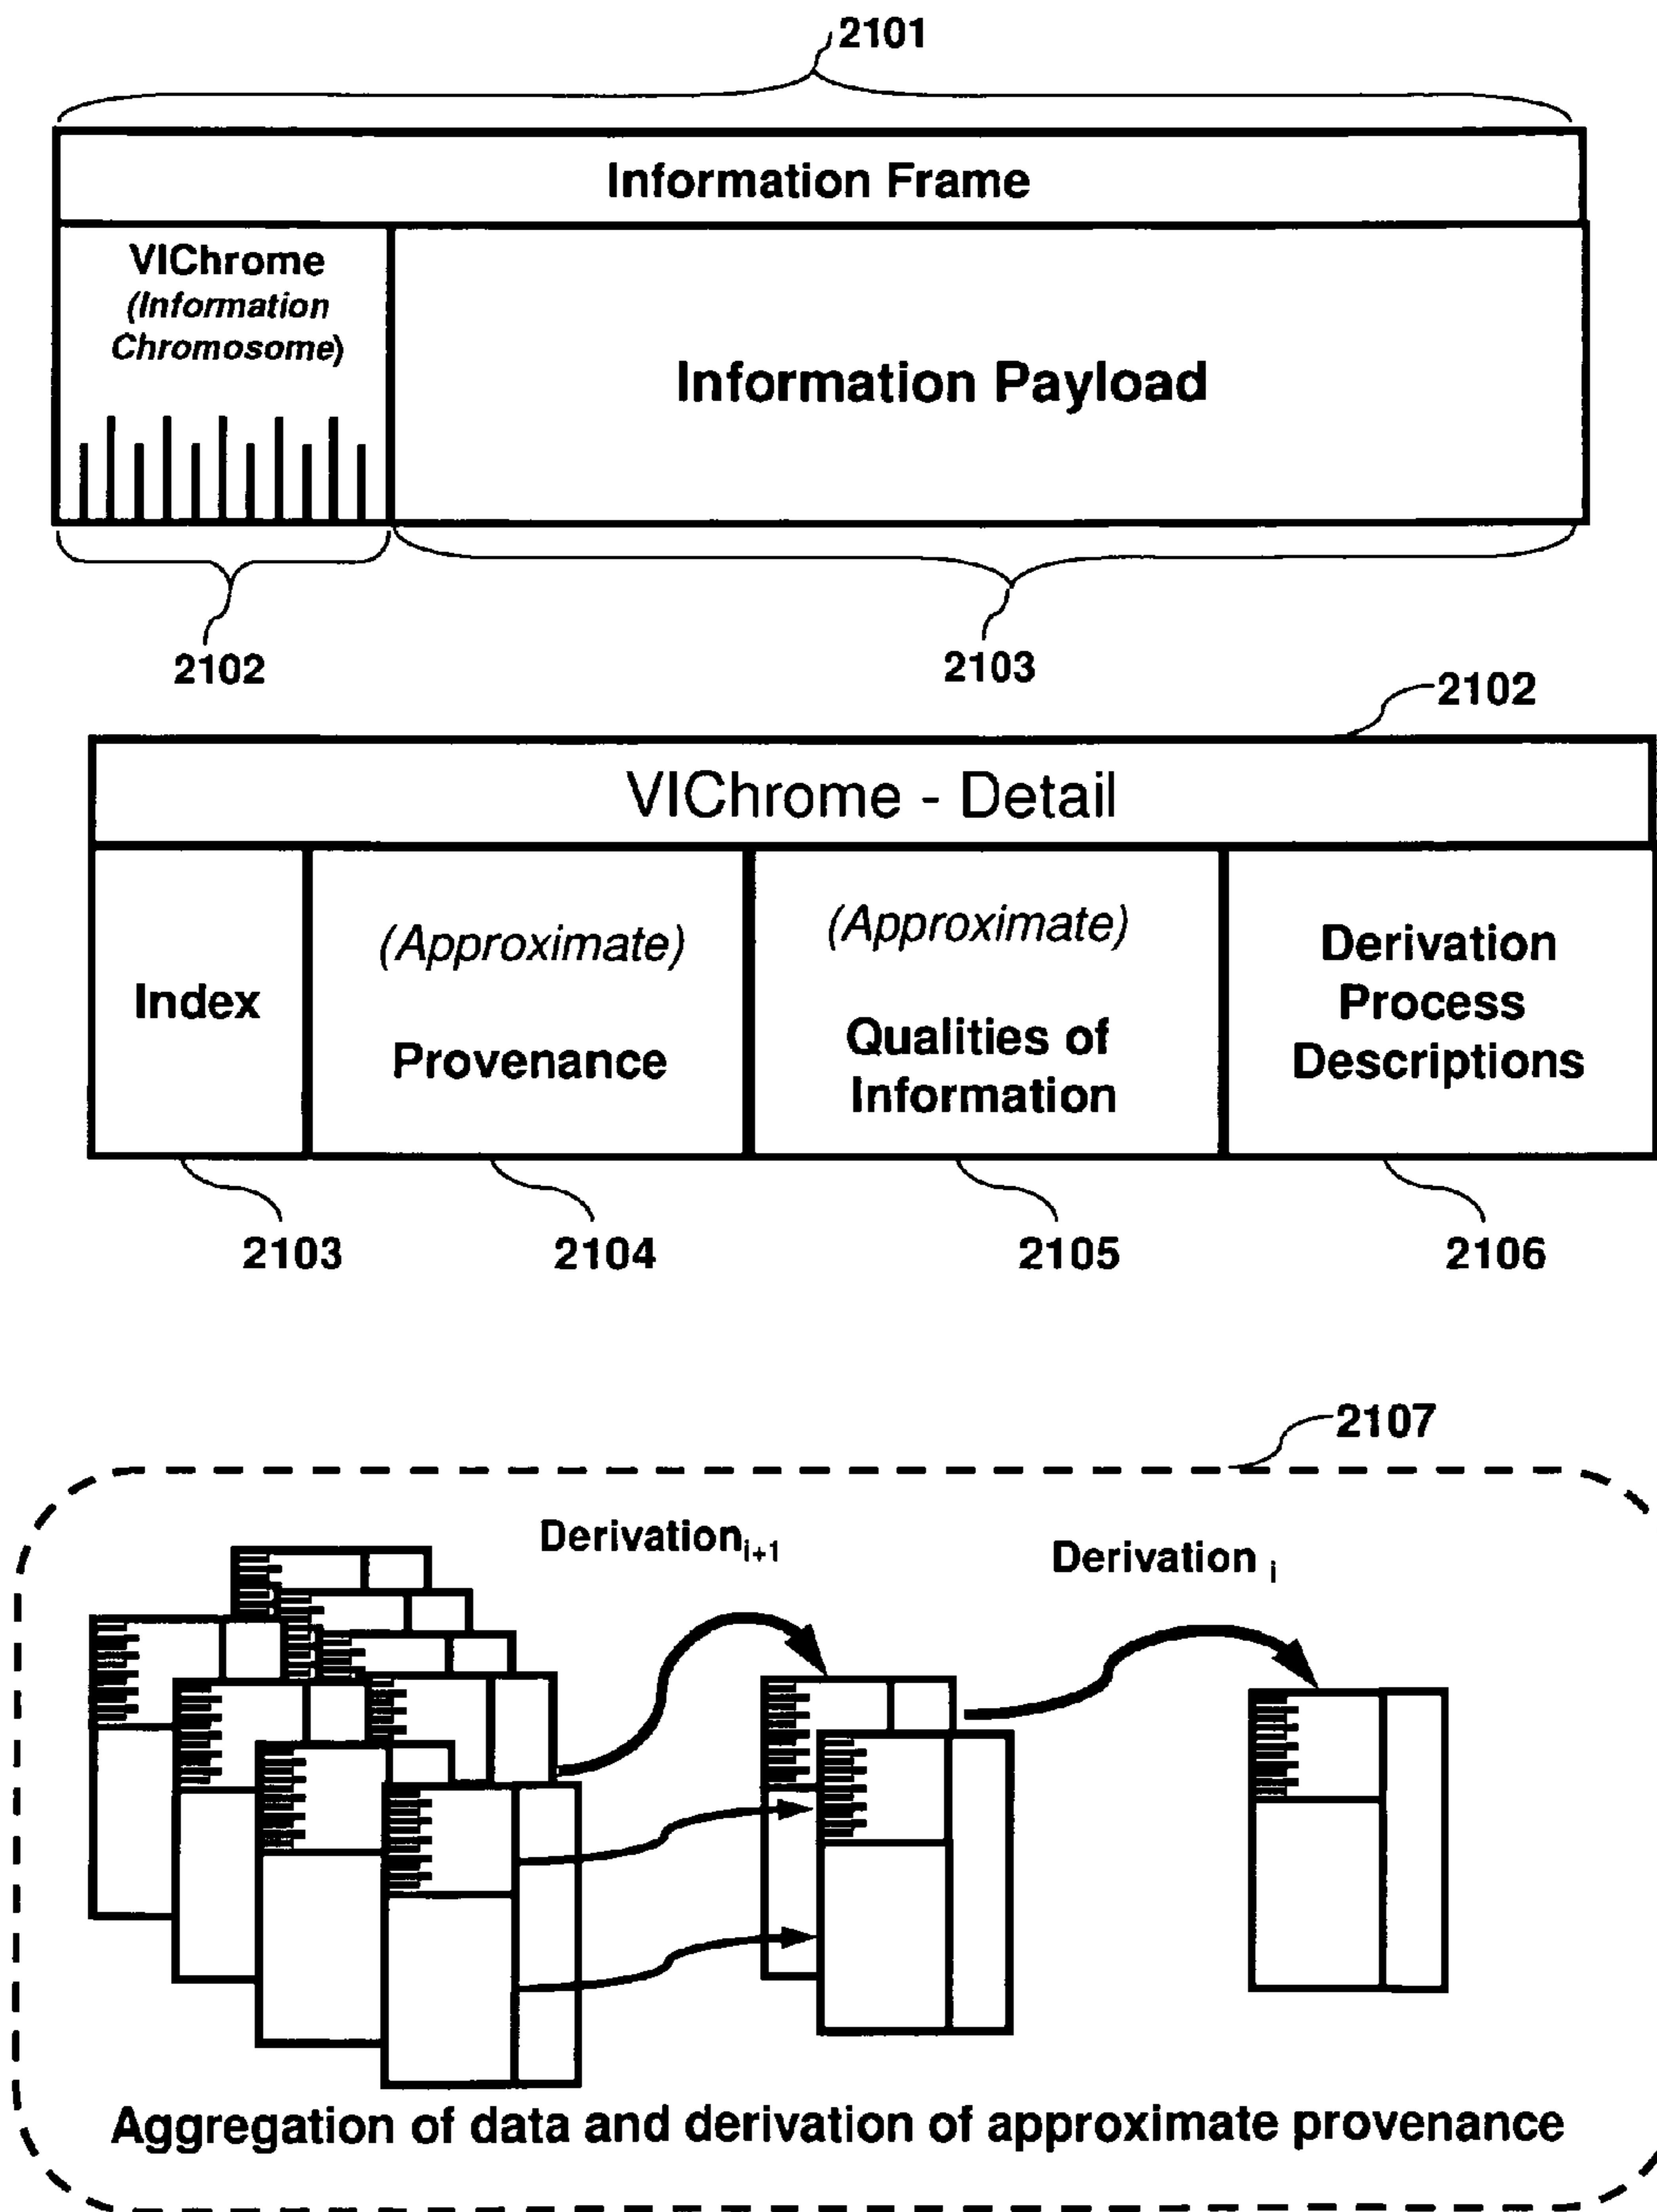 2101
Information Frame
VIChrome
(Information
Chromosome)
Information Payload
2102
2103
2102
VIChrome - Detail
Index
(Approximate)
Provenance
(Approximate)
Qualities of
Information
Derivation
Process
Descriptions
2103
2104
2105
2106
2107
Derivation i+1
Derivation i
Aggregation of data and derivation of approximate provenance